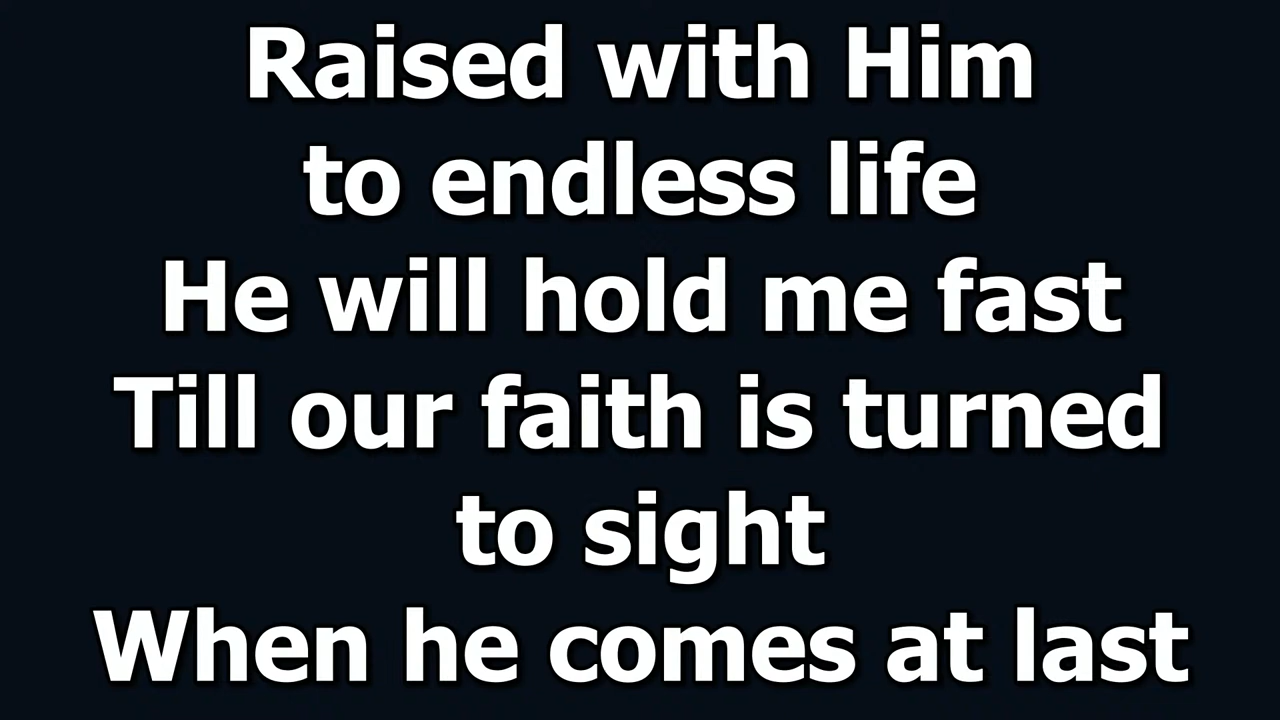 Raised with Him
to endless life
He will hold me fast
Till our faith is turned
to sight
When he comes at last